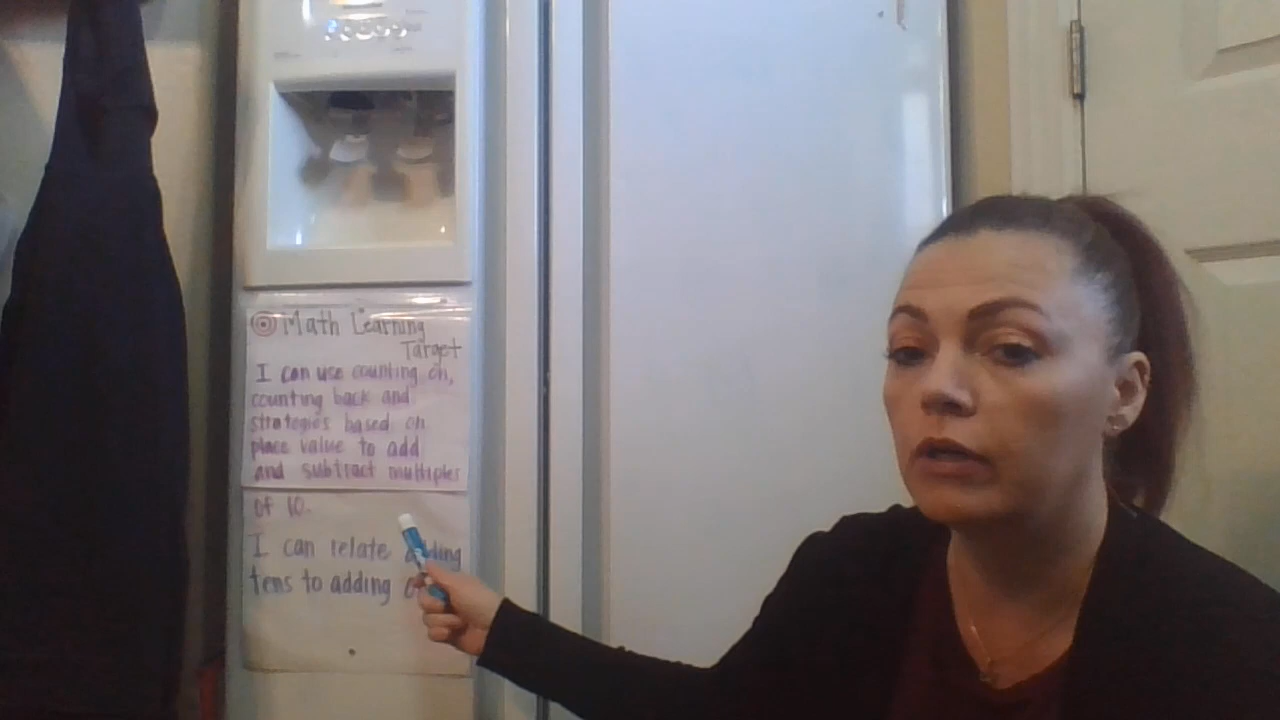 Math Learning
Target
I can use counting on,
counting back and
strategies based on
place value to add
and subtract multiples
of 10.
I can relate adding
tens to adding